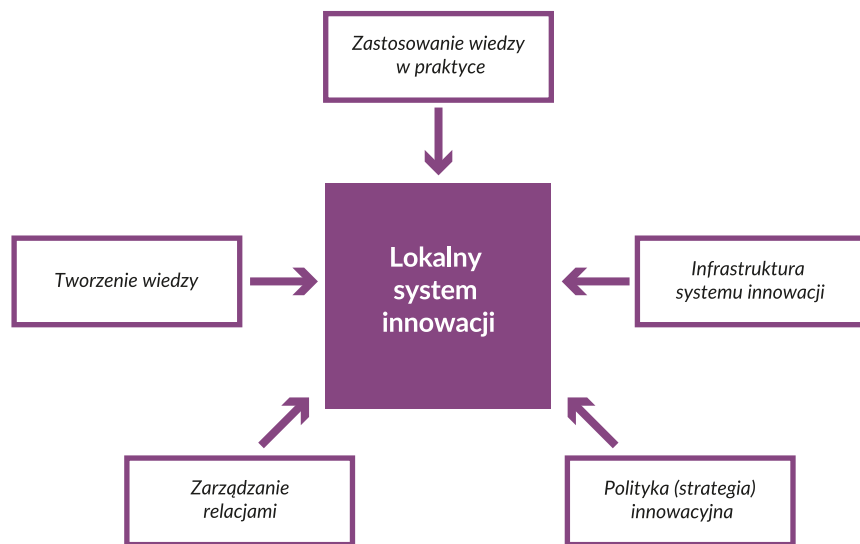 Zastosowanie wiedzy
w praktyce
Tworzenie wiedzy
Lokalny
system
innowacji
Infrastruktura
systemu innowacji
Zarządzanie
relacjami
Polityka (strategia)
innowacyjna